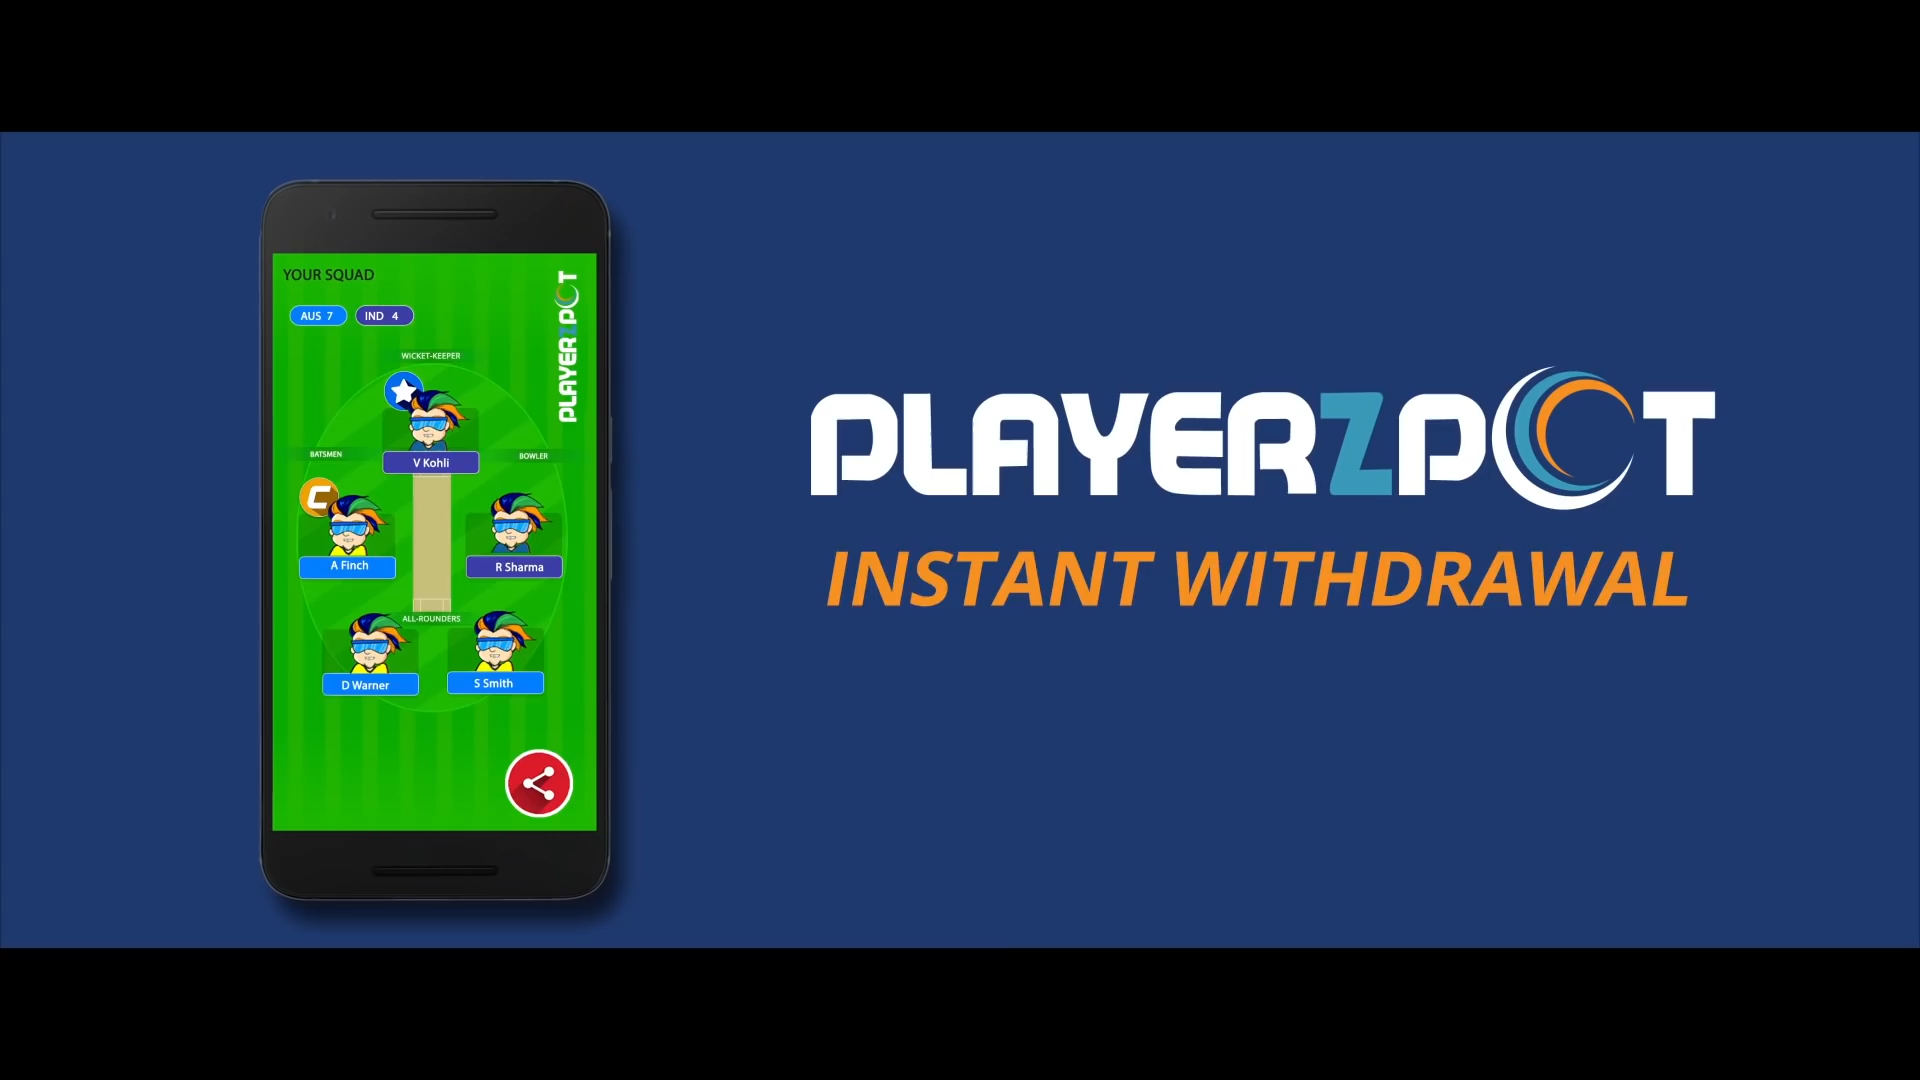 YOUR SQUAD
AUS 7
IND 4
PLAYERZPOT
WICKET-KEEPER
V Kohli
BATSMEN
BOWLER
C
A Finch
R Sharma
ALL-ROUNDERS
D Warner
S Smith
PLAYERZPOT
INSTANT WITHDRAWAL